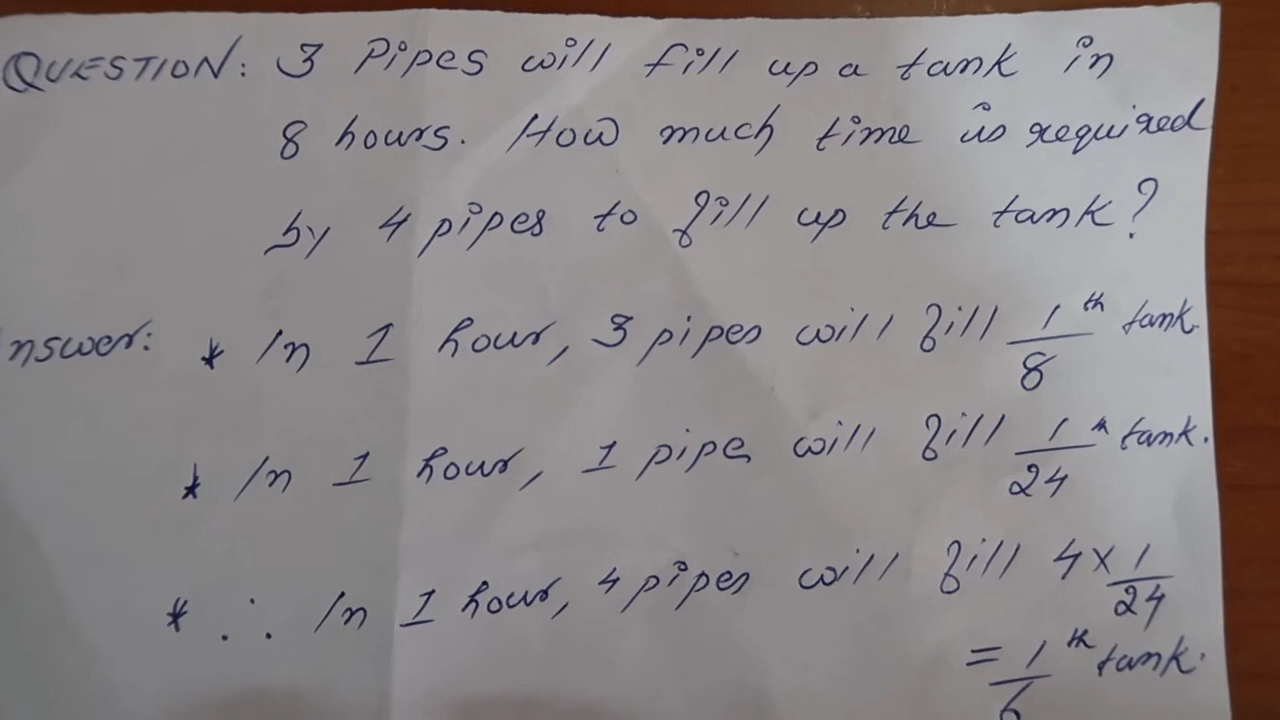 QUESTION: 3 Pipes will fill up a tank in
8 hours. How much time is required
by 4 pipes to fill up the tank?
nswer: * In 1 hour, 3 pipes will fill 1/8 th tank.
* In 1 hour, 1 pipe will fill 1/24 th tank.
* ∴ In 1 hour, 4 pipes will fill 4 x 1/24
= 1/6 th tank.